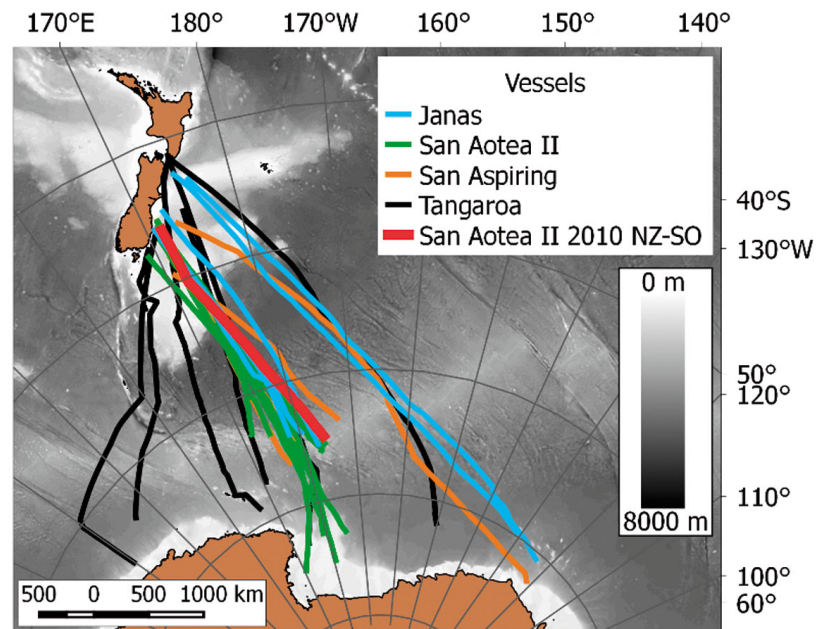 170°E 180° 170°W 160° 150° 140°
Vessels
Janas
San Aotea II
San Aspiring
Tangaroa
San Aotea II 2010 NZ-SO
40°S
130°W
0 m
8000 m
50°
120°
110°
100°
60°
500 0 500 1000 km